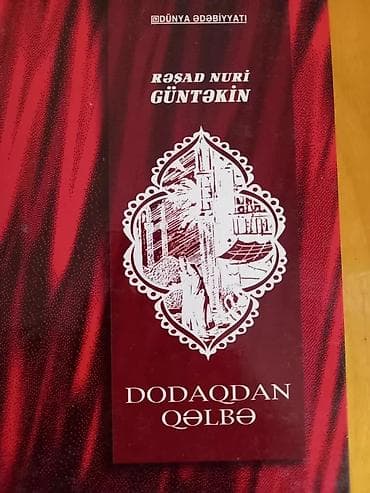 DÜNYA ƏDƏBİYYATI
RƏŞAD NURİ
GÜNTƏKİN
DODAQDAN
QƏLBƏ